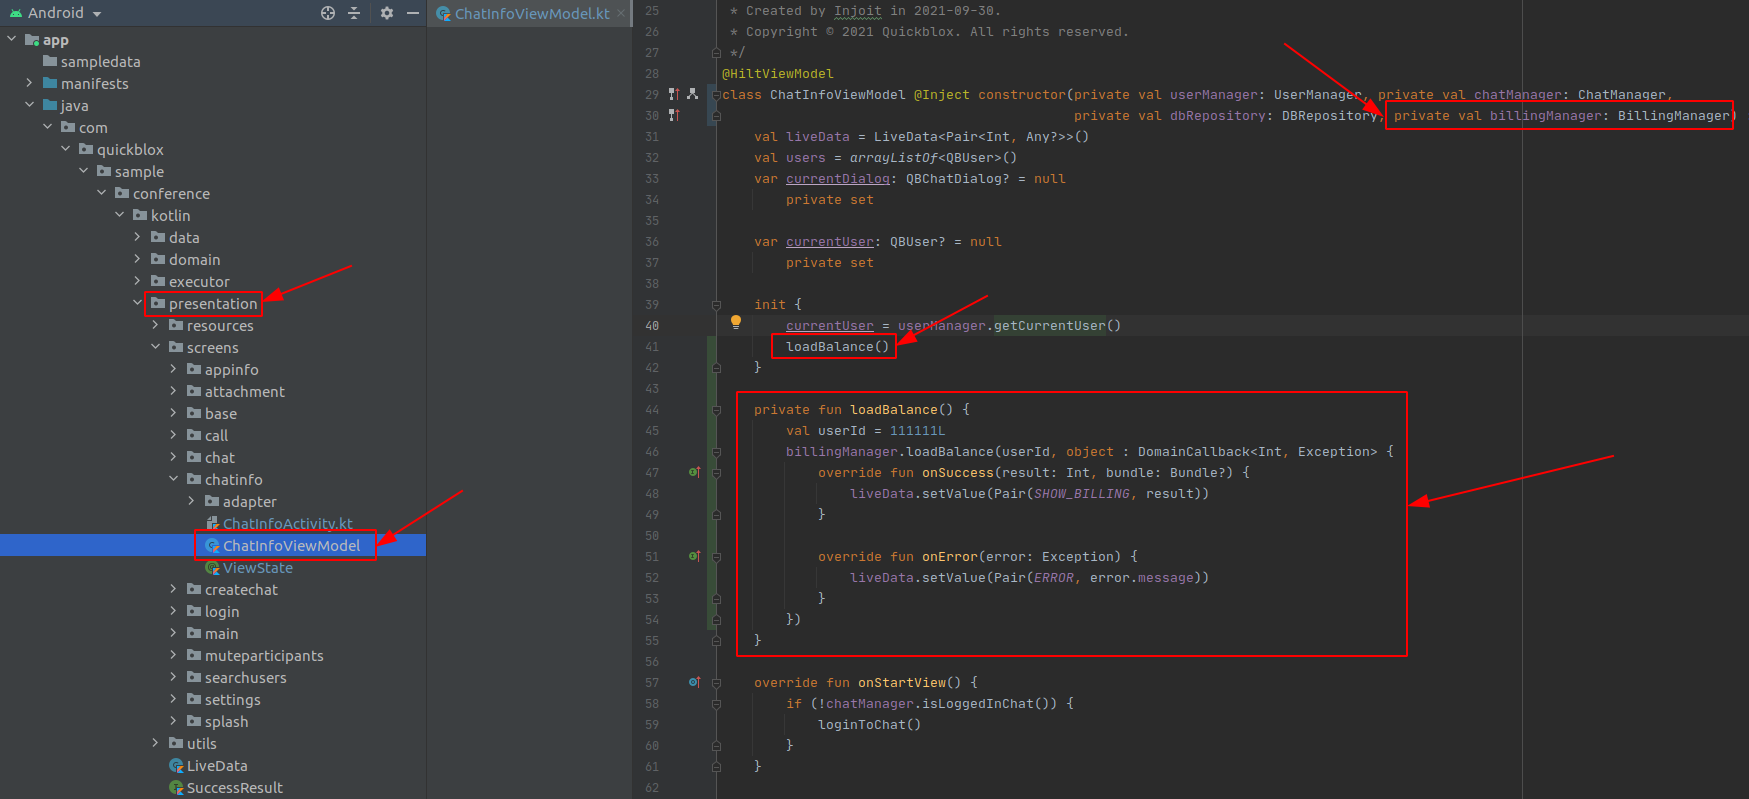 Android
app
sampledata
manifests
java
com
quickblox
sample
conference
kotlin
data
domain
executor
presentation
resources
screens
appinfo
attachment
base
call
chat
chatinfo
adapter
ChatInfoActivity.kt
ChatInfoViewModel
ViewState
createchat
login
main
muteparticipants
searchusers
settings
splash
utils
LiveData
SuccessResult
ChatInfoViewModel.kt
25 * Created by Injoit in 2021-09-30.
26 * Copyright © 2021 Quickblox. All rights reserved.
27 */
28 @HiltViewModel
29 class ChatInfoViewModel @Inject constructor(private val userManager: UserManager, private val chatManager: ChatManager,
30 private val dbRepository: DBRepository, private val billingManager: BillingManager)
31 val liveData = LiveData<Pair<Int, Any?>>()
32 val users = arrayListOf<QBUser>()
33 var currentDialog: QBChatDialog? = null
34 private set
35
36 var currentUser: QBUser? = null
37 private set
38
39 init {
40 currentUser = userManager.getCurrentUser()
41 loadBalance()
42 }
43
44 private fun loadBalance() {
45 val userId = 111111L
46 billingManager.loadBalance(userId, object : DomainCallback<Int, Exception> {
47 override fun onSuccess(result: Int, bundle: Bundle?) {
48 liveData.setValue(Pair(SHOW_BILLING, result))
49 }
50
51 override fun onError(error: Exception) {
52 liveData.setValue(Pair(ERROR, error.message))
53 }
54 })
55 }
56
57 override fun onStartView() {
58 if (!chatManager.isLoggedInChat()) {
59 loginToChat()
60 }
61 }
62